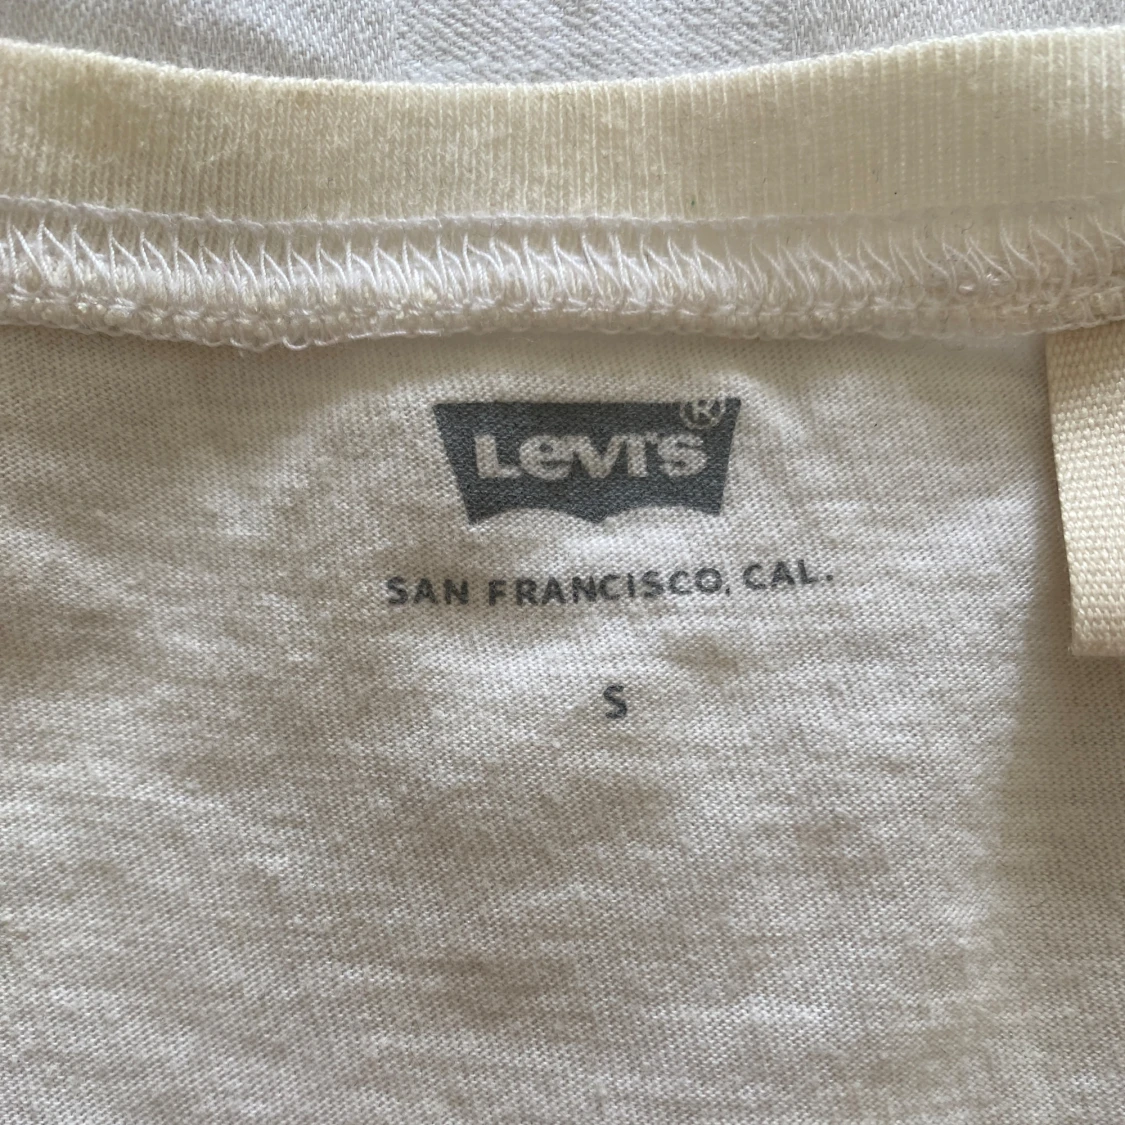 Levi's®
SAN FRANCISCO, CAL.
S